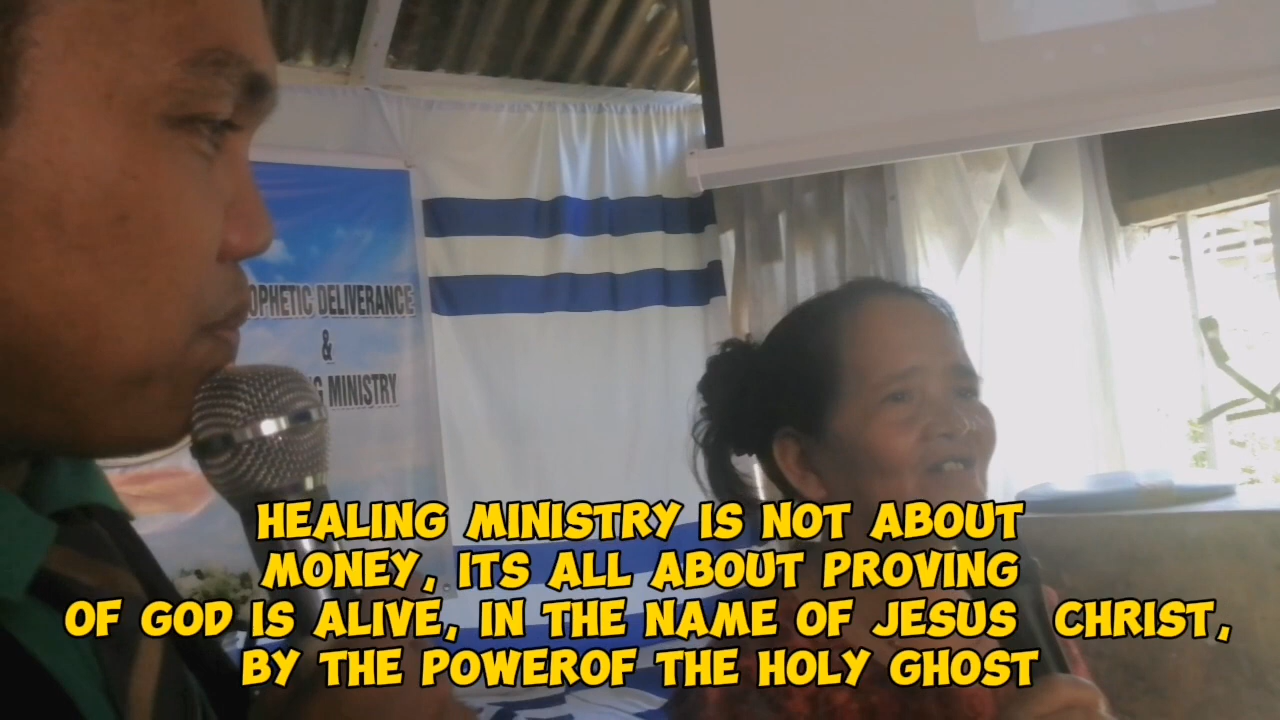 OPHETIC DELIVERANCE
&
G MINISTRY
HEALING MINISTRY IS NOT ABOUT
MONEY, ITS ALL ABOUT PROVING
OF GOD IS ALIVE, IN THE NAME OF JESUS CHRIST,
BY THE POWEROF THE HOLY GHOST